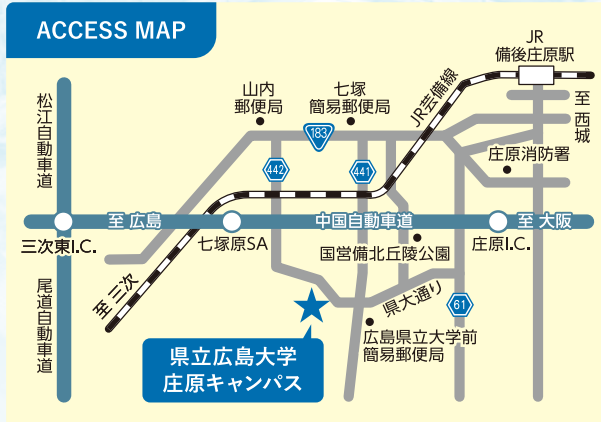 ACCESS MAP
JR
備後庄原駅
山内
郵便局
七塚
簡易郵便局
JR芸備線
至
西城
松江自動車道
183
庄原消防署
442
441
至 広島
中国自動車道
至 大阪
三次東I.C.
七塚原SA
庄原I.C.
国営備北丘陵公園
至 三次
県大通り
61
尾道自動車道
広島県立大学前
簡易郵便局
県立広島大学
庄原キャンパス